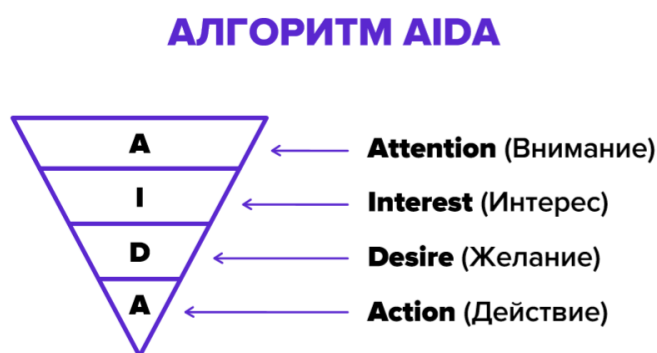 АЛГОРИТМ AIDA
A
Attention (Внимание)
I
Interest (Интерес)
D
Desire (Желание)
A
Action (Действие)